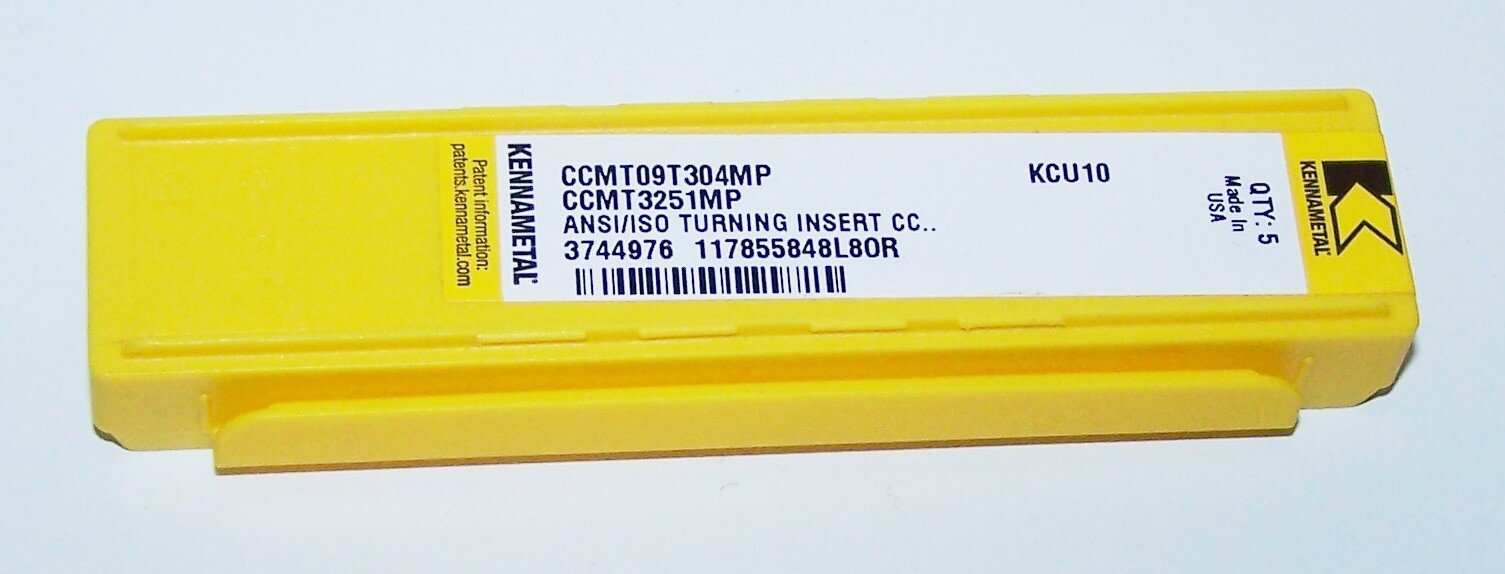 Patent information:
patents.kennametal.com
KENNAMETAL®
CCMT09T304MP
KCU10
CCMT3251MP
ANSI/ISO TURNING INSERT CC..
3744976 117855848L80R
QTY: 5
Made In
USA
KENNAMETAL®